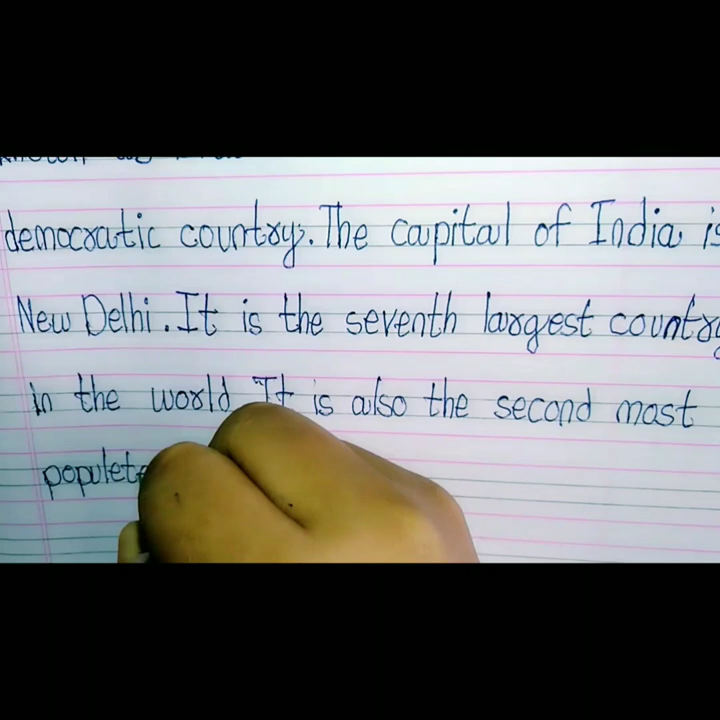 democratic country. The capital of India is
New Delhi. It is the seventh largest country
in the world It is also the second most
populet